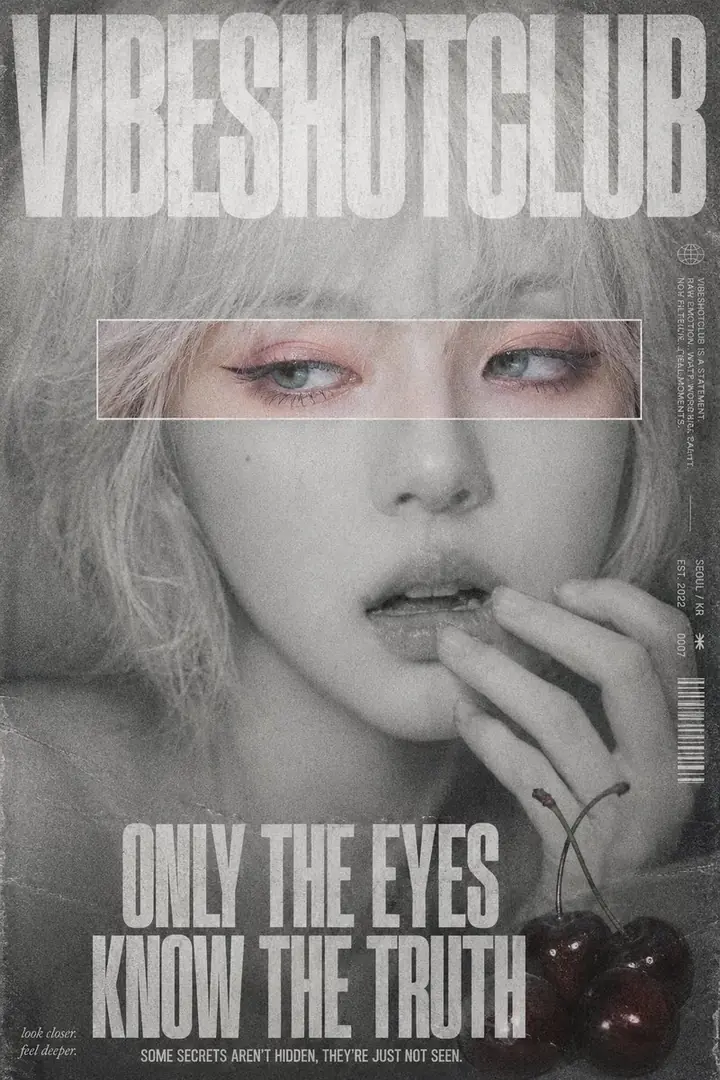 VIBESHOTCLUB
VIBESHOTCLUB IS A STATEMENT.
RAW EMOTION.
MOMENTS.
SEOUL / KR
EST. 2022 0007
ONLY THE EYES
KNOW THE TRUTH
look closer.
feel deeper.
SOME SECRETS AREN'T HIDDEN, THEY'RE JUST NOT SEEN.